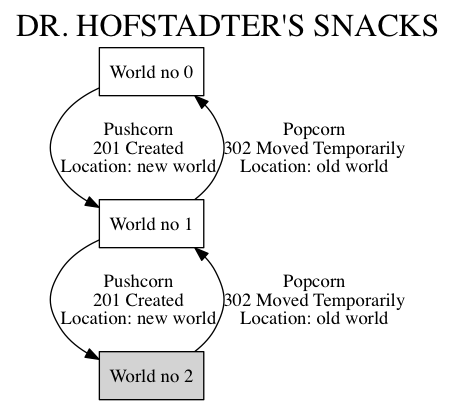 DR. HOFSTADTER'S SNACKS
World no 0
Pushcorn
201 Created
Location: new world
Popcorn
302 Moved Temporarily
Location: old world
World no 1
Pushcorn
201 Created
Location: new world
Popcorn
302 Moved Temporarily
Location: old world
World no 2